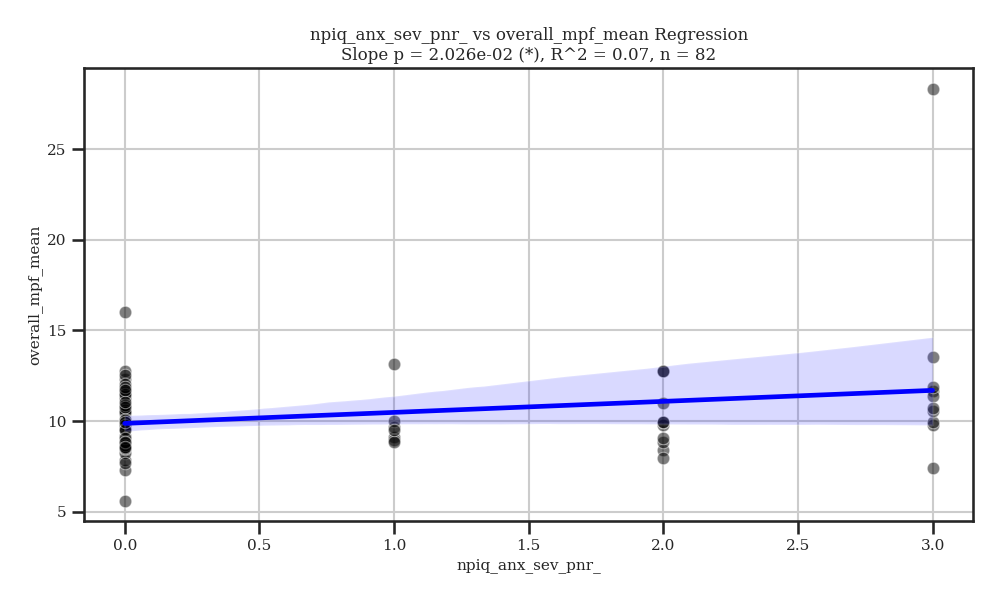 npiq_anx_sev_pnr_ vs overall_mpf_mean Regression
Slope p = 2.026e-02 (*), R^2 = 0.07, n = 82
overall_mpf_mean
25
20
15
10
5
0.0 0.5 1.0 1.5 2.0 2.5 3.0
npiq_anx_sev_pnr_